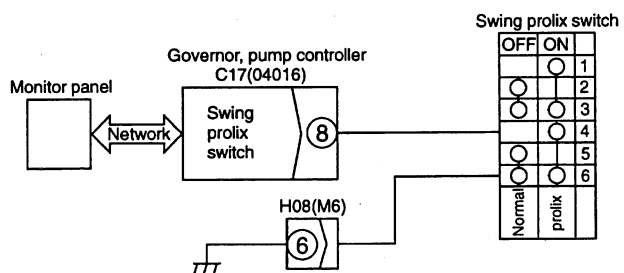 Swing prolix switch
OFF ON
Governor, pump controller
C17(04016)
Monitor panel
Network
Swing
prolix
switch
8
1
2
3
4
5
6
Normal
prolix
H08(M6)
6